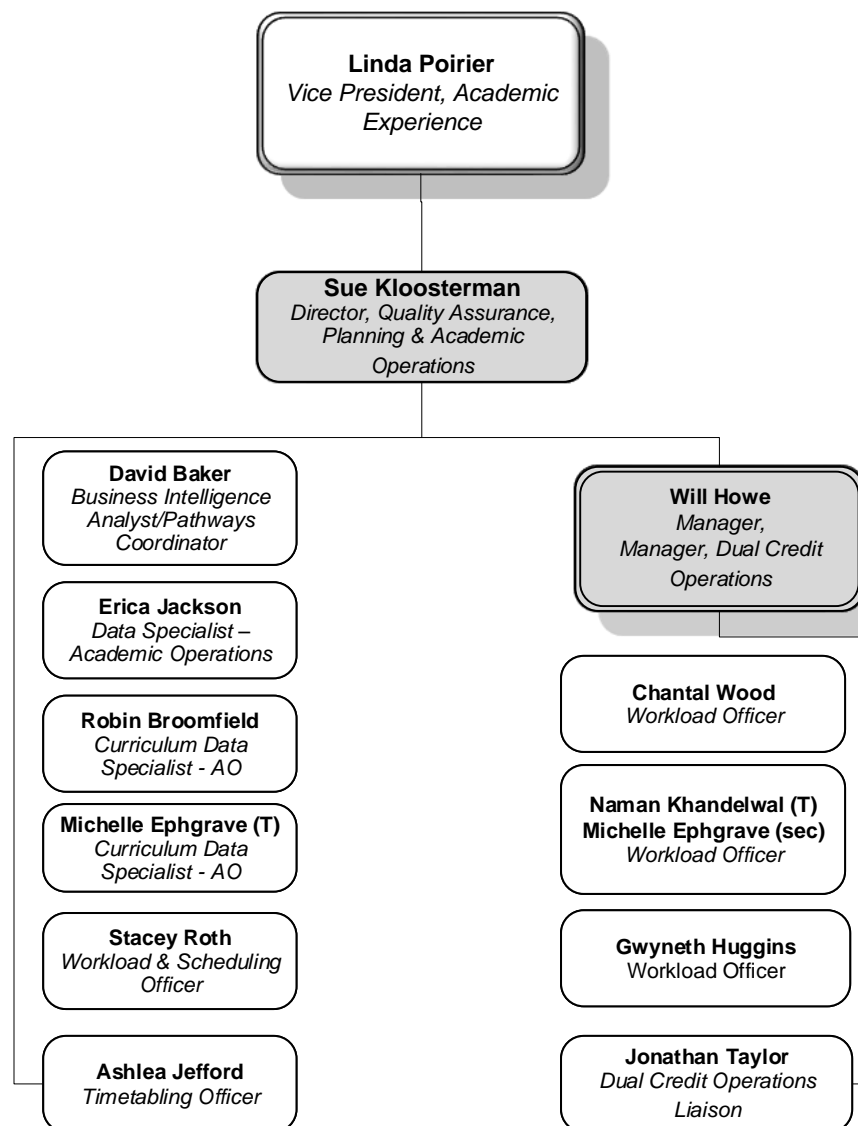 Linda Poirier
Vice President, Academic
Experience
Sue Kloosterman
Director, Quality Assurance,
Planning & Academic
Operations
David Baker
Business Intelligence
Analyst/Pathways
Coordinator
Erica Jackson
Data Specialist –
Academic Operations
Robin Broomfield
Curriculum Data
Specialist - AO
Michelle Ephgrave (T)
Curriculum Data
Specialist - AO
Stacey Roth
Workload & Scheduling
Officer
Ashlea Jefford
Timetabling Officer
Will Howe
Manager,
Manager, Dual Credit
Operations
Chantal Wood
Workload Officer
Naman Khandelwal (T)
Michelle Ephgrave (sec)
Workload Officer
Gwyneth Huggins
Workload Officer
Jonathan Taylor
Dual Credit Operations
Liaison